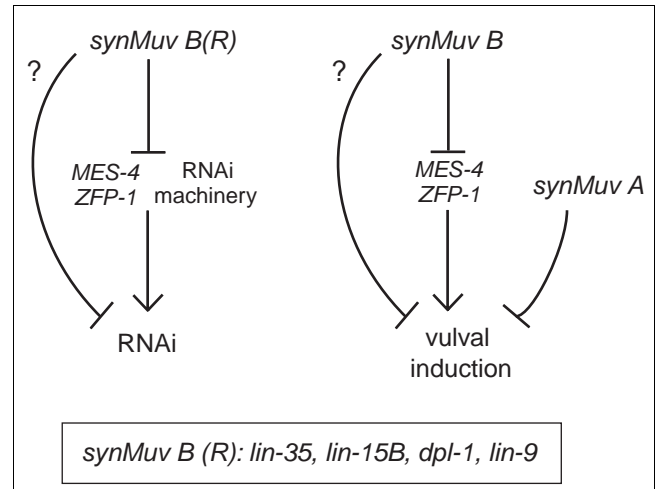 synMuv B(R)
?
MES-4
ZFP-1
RNAi
machinery
RNAi
synMuv B
?
MES-4
ZFP-1
synMuv A
vulval
induction
synMuv B (R): lin-35, lin-15B, dpl-1, lin-9